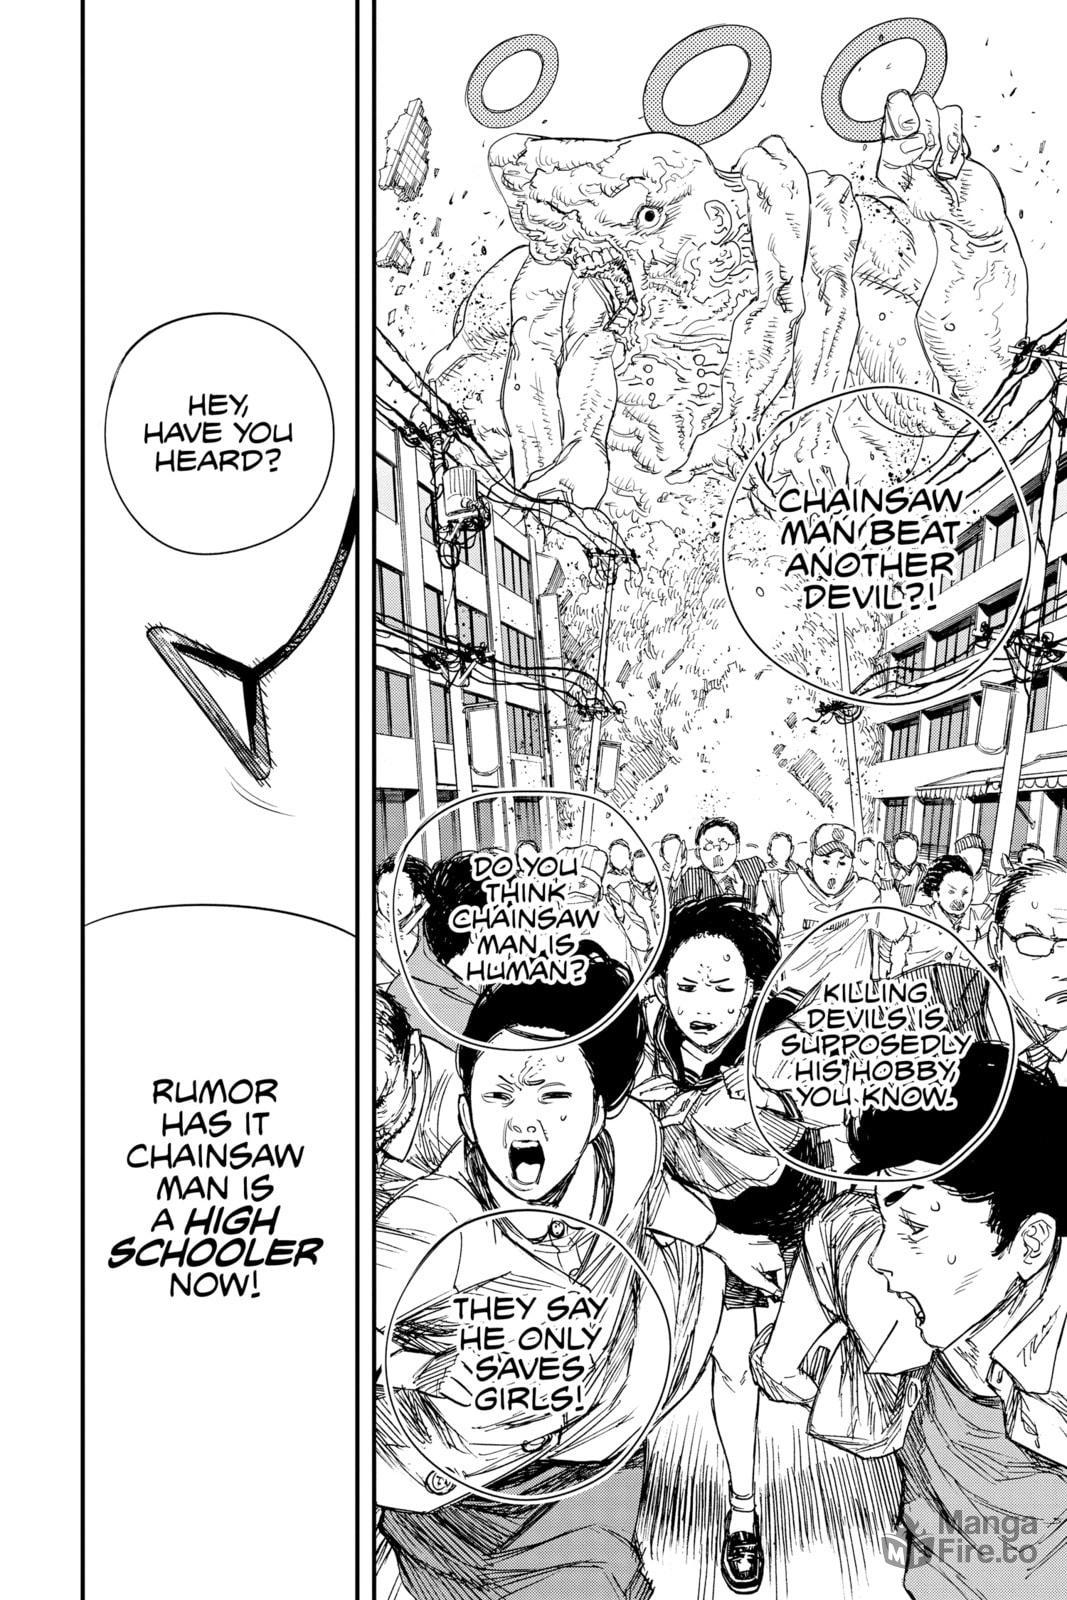 CHAINSAW
MAN BEAT
ANOTHER
DEVIL?!
DO YOU
THINK
CHAINSAW
MAN IS
HUMAN?
KILLING
DEVILS IS
SUPPOSEDLY
HIS HOBBY,
YOU KNOW.
THEY SAY
HE ONLY
SAVES
GIRLS!
HEY,
HAVE YOU
HEARD?
RUMOR
HAS IT
CHAINSAW
MAN IS
A HIGH
SCHOOLER
NOW!
Manga
Fire.to